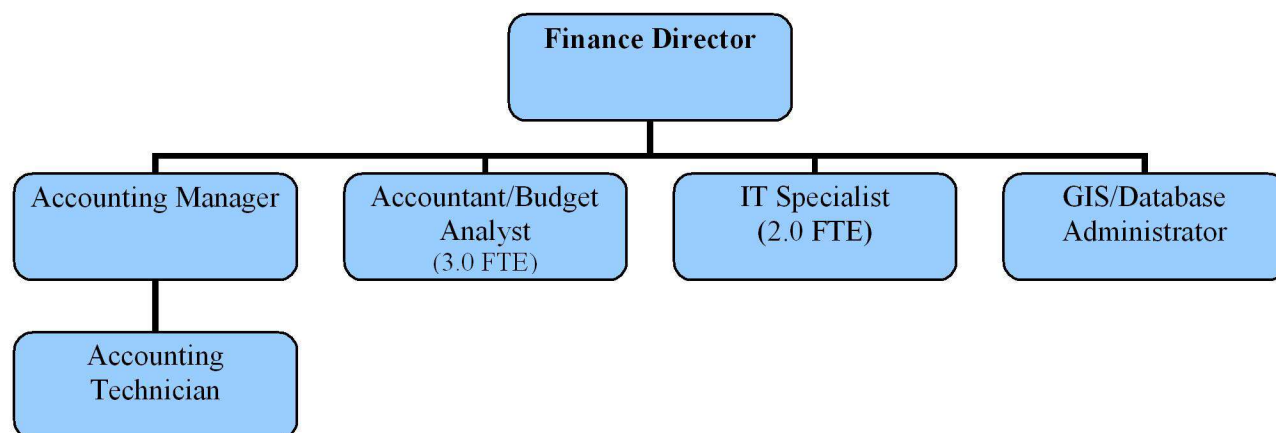 Finance Director
Accounting Manager
Accountant/Budget
Analyst
(3.0 FTE)
IT Specialist
(2.0 FTE)
GIS/Database
Administrator
Accounting
Technician